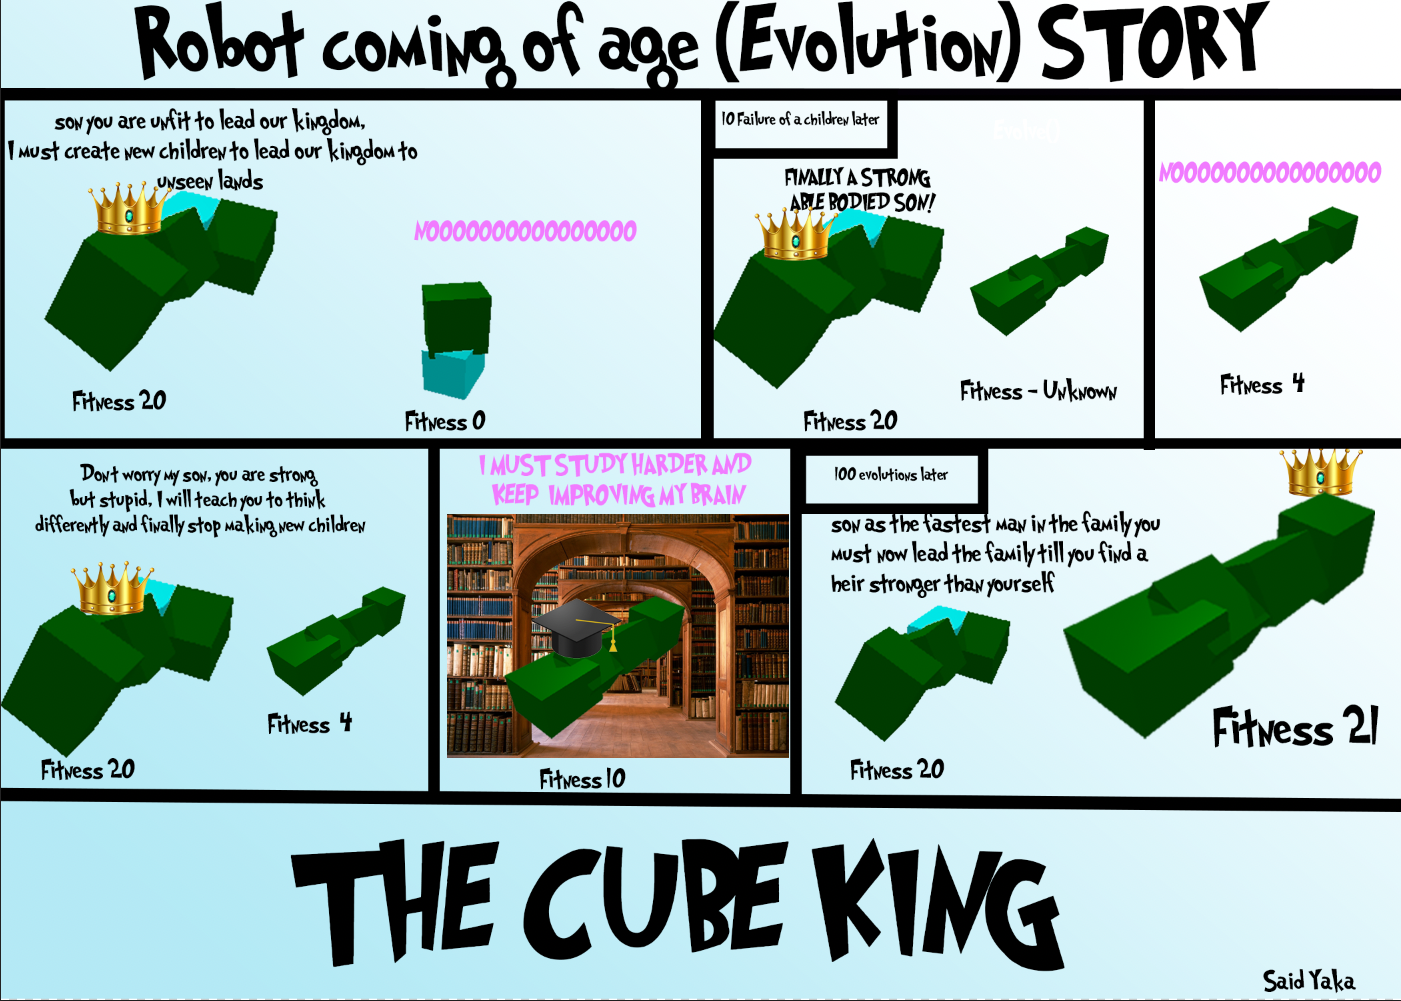 Robot coming of age (Evolution) STORY
son you are unfit to lead our kingdom,
I must create new children to lead our kingdom to
unseen lands
NOOOOOOOOOOOOOOOO
Fitness 20
Fitness 0
10 Failure of a children later
FINALLY A STRONG
ABLE BODIED SON!
Fitness 20
Fitness - Unknown
NOOOOOOOOOOOOOOOO
Fitness 4
Dont worry my son, you are strong
but stupid, I will teach you to think
differently and finally stop making new children
Fitness 20
Fitness 4
I MUST STUDY HARDER AND
KEEP IMPROVING MY BRAIN
Fitness 10
100 evolutions later
son as the fastest man in the family you
must now lead the family till you find a
heir stronger than yourself
Fitness 20
Fitness 21
THE CUBE KING
Said Yaka